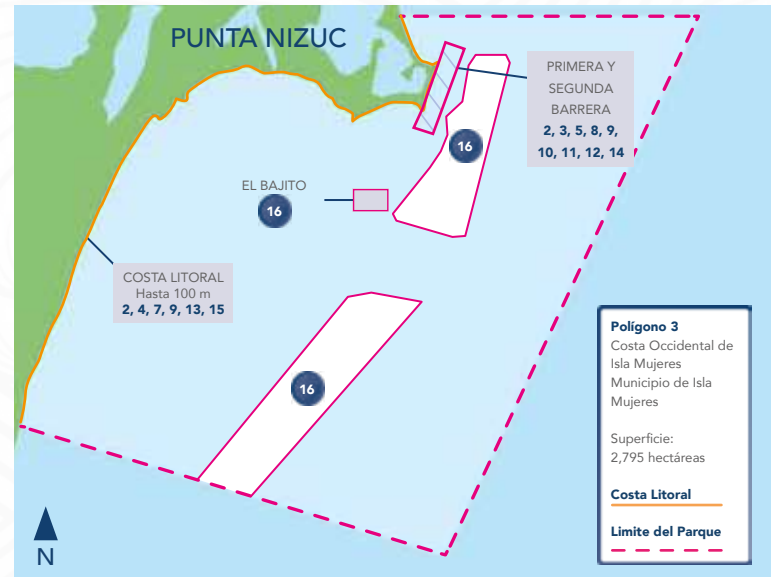 PUNTA NIZUC
PRIMERA Y
SEGUNDA
BARRERA
2, 3, 5, 8, 9,
10, 11, 12, 14
16
EL BAJITO
16
COSTA LITORAL
Hasta 100 m
2, 4, 7, 9, 13, 15
16
Polígono 3
Costa Occidental de
Isla Mujeres
Municipio de Isla
Mujeres
Superficie:
2,795 hectáreas
Costa Litoral
Limite del Parque
N